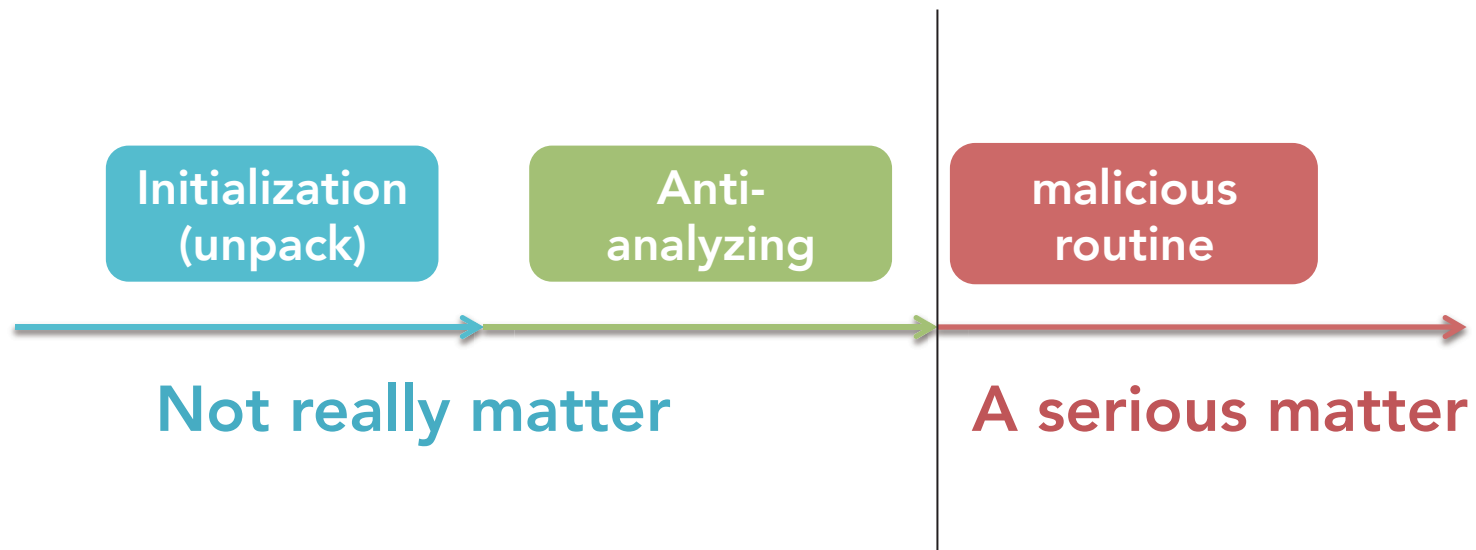 Initialization
(unpack)
Anti-
analyzing
malicious
routine
Not really matter
A serious matter